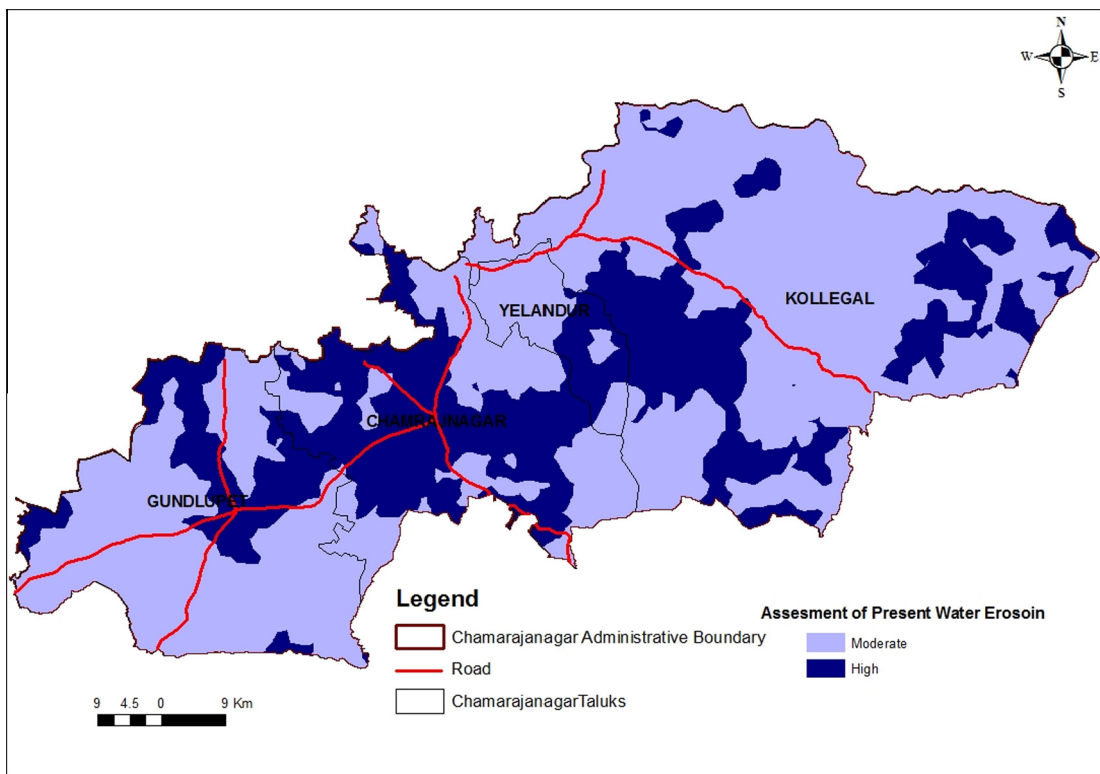 N
W E
S
KOLLEGAL
YELANDUR
CHAMRAJNAGAR
GUNDLUPET
Legend
Chamarajanagar Administrative Boundary
Road
ChamarajanagarTaluks
Assesment of Present Water Erosoin
Moderate
High
9 4.5 0 9 Km